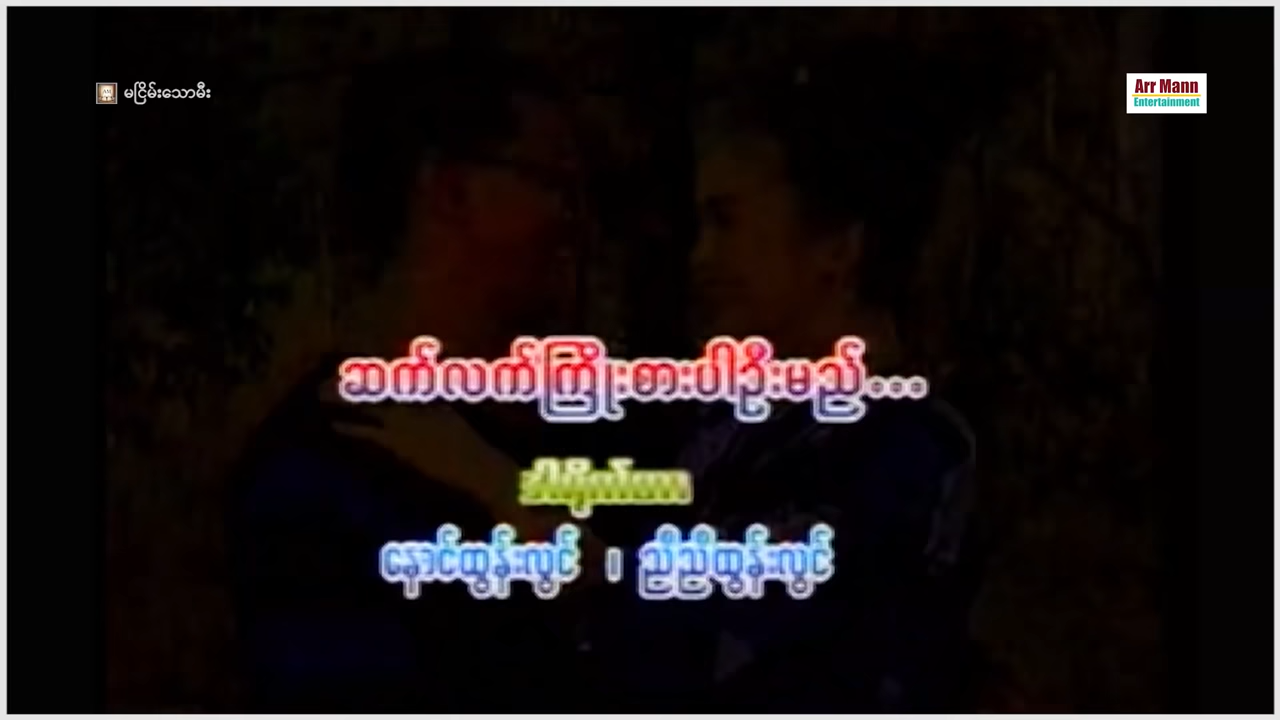 မငြိမ်းသောမီး
Arr Mann
Entertainment
ဆက်လက်ကြိုးစားပါဦးမည်...
ဒါရိုက်တာ
နောင်ထွန်းလွင် ၊ ညီညီထွန်းလွင်